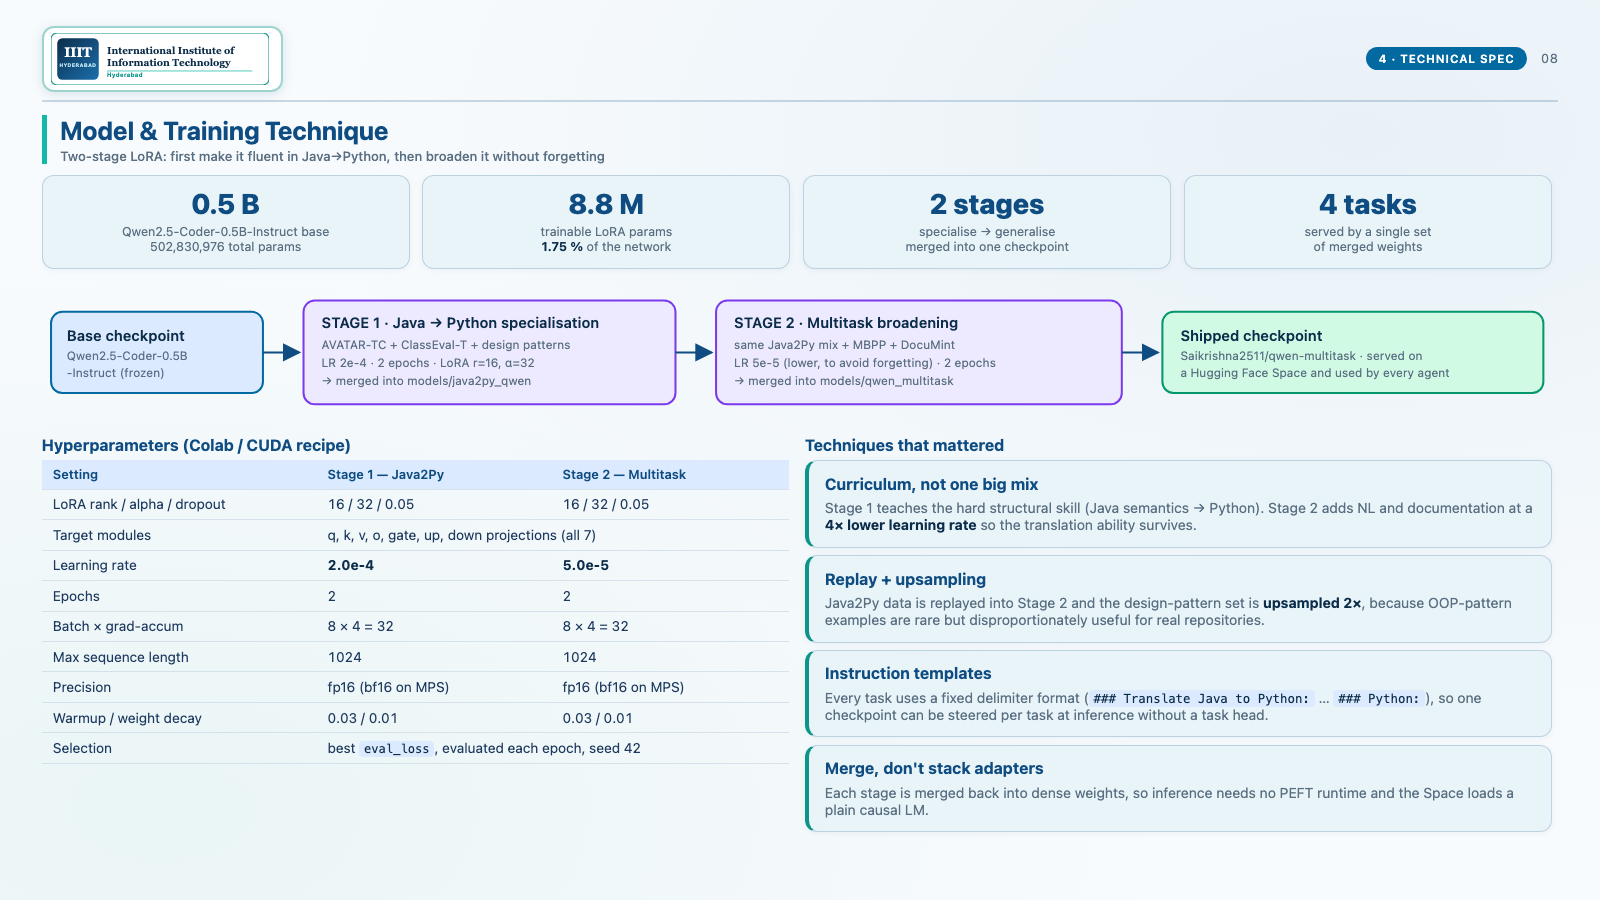 IIIT
HYDERABAD
International Institute of
Information Technology
Hyderabad
4 · TECHNICAL SPEC
08
Model & Training Technique
Two-stage LoRA: first make it fluent in Java→Python, then broaden it without forgetting
0.5 B
Qwen2.5-Coder-0.5B-Instruct base
502,830,976 total params
8.8 M
trainable LoRA params
1.75 % of the network
2 stages
specialise → generalise
merged into one checkpoint
4 tasks
served by a single set
of merged weights
Base checkpoint
Qwen2.5-Coder-0.5B
-Instruct (frozen)
STAGE 1 · Java → Python specialisation
AVATAR-TC + ClassEval-T + design patterns
LR 2e-4 · 2 epochs · LoRA r=16, α=32
→ merged into models/java2py_qwen
STAGE 2 · Multitask broadening
same Java2Py mix + MBPP + DocuMint
LR 5e-5 (lower, to avoid forgetting) · 2 epochs
→ merged into models/qwen_multitask
Shipped checkpoint
Saikrishna2511/qwen-multitask · served on
a Hugging Face Space and used by every agent
Hyperparameters (Colab / CUDA recipe)
Setting Stage 1 — Java2Py Stage 2 — Multitask
LoRA rank / alpha / dropout 16 / 32 / 0.05 16 / 32 / 0.05
Target modules q, k, v, o, gate, up, down projections (all 7)
Learning rate 2.0e-4 5.0e-5
Epochs 2 2
Batch × grad-accum 8 × 4 = 32 8 × 4 = 32
Max sequence length 1024 1024
Precision fp16 (bf16 on MPS) fp16 (bf16 on MPS)
Warmup / weight decay 0.03 / 0.01 0.03 / 0.01
Selection best eval_loss, evaluated each epoch, seed 42
Techniques that mattered
Curriculum, not one big mix
Stage 1 teaches the hard structural skill (Java semantics → Python). Stage 2 adds NL and documentation at a
4× lower learning rate so the translation ability survives.
Replay + upsampling
Java2Py data is replayed into Stage 2 and the design-pattern set is upsampled 2×, because OOP-pattern
examples are rare but disproportionately useful for real repositories.
Instruction templates
Every task uses a fixed delimiter format ( ### Translate Java to Python: … ### Python: ), so one
checkpoint can be steered per task at inference without a task head.
Merge, don't stack adapters
Each stage is merged back into dense weights, so inference needs no PEFT runtime and the Space loads a
plain causal LM.